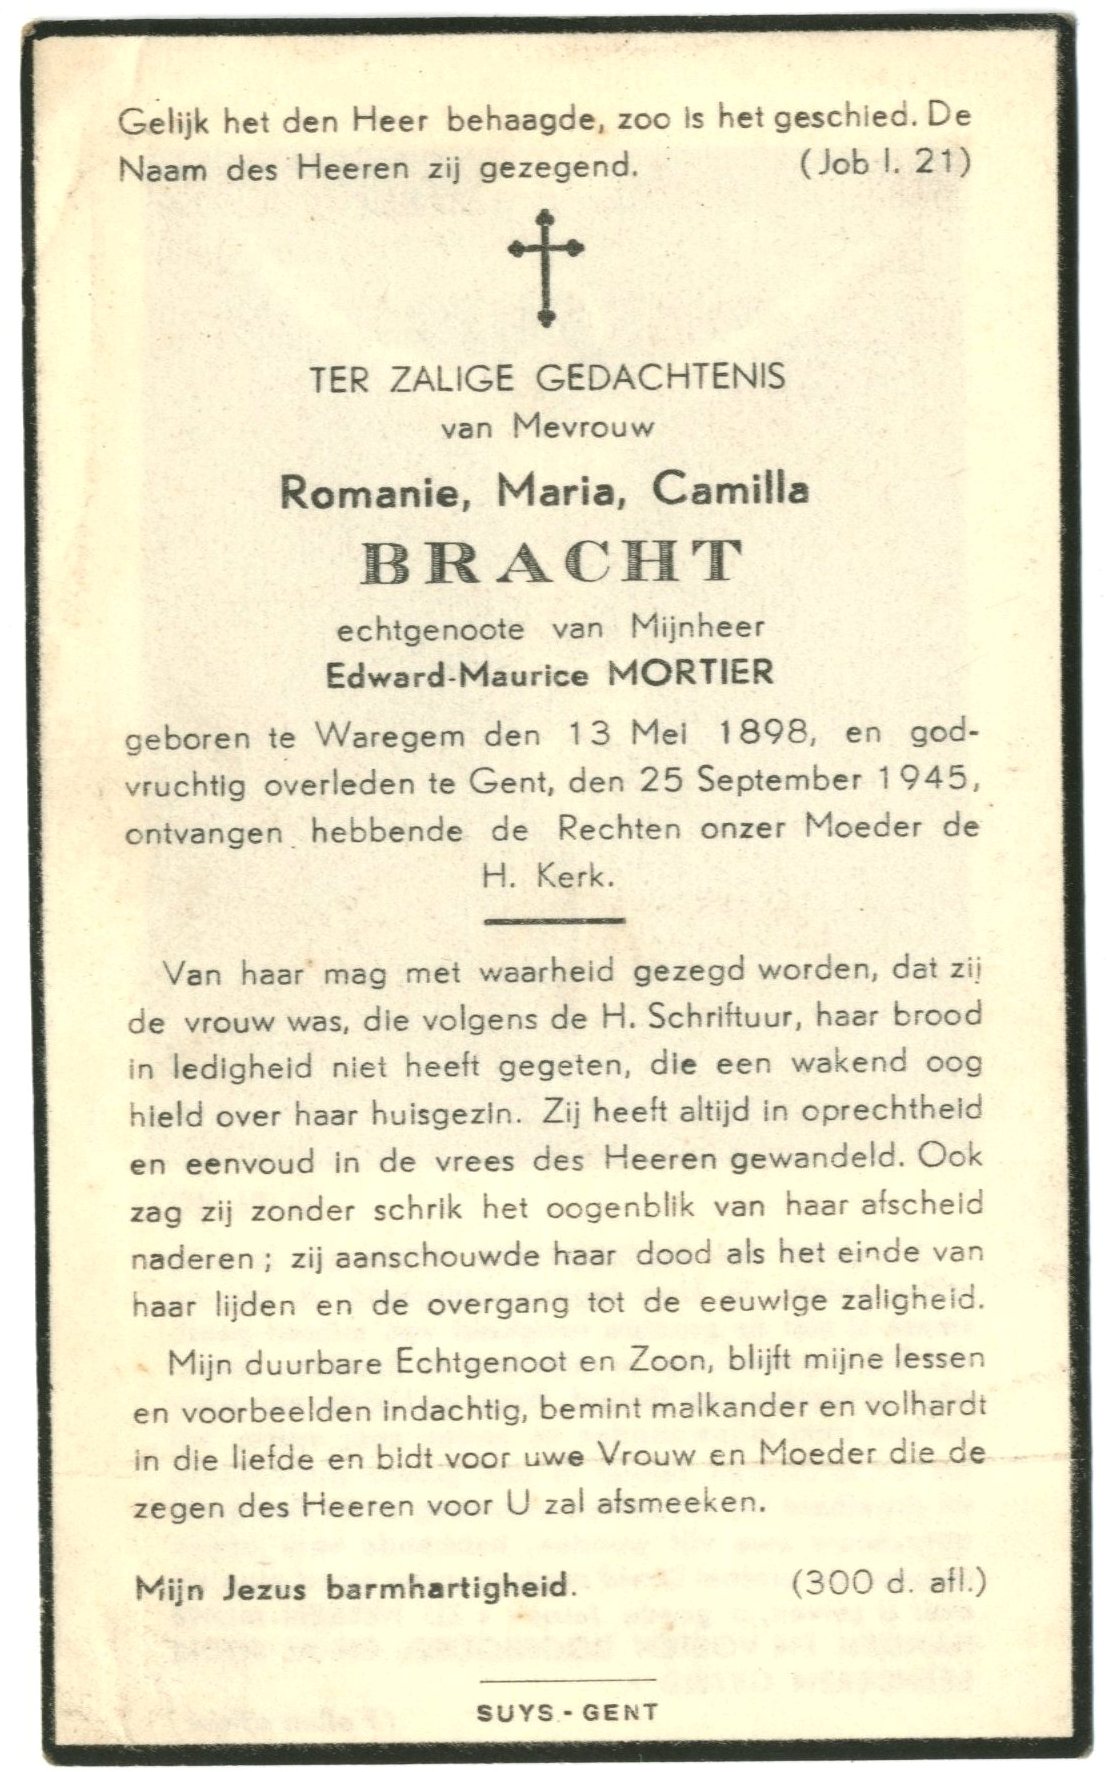 Gelijk het den Heer behaagde, zoo is het geschied. De
Naam des Heeren zij gezegend. (Job I. 21)
TER ZALIGE GEDACHTENIS
van Mevrouw
Romanie, Maria, Camilla
BRACHT
echtgenoote van Mijnheer
Edward-Maurice MORTIER
geboren te Waregem den 13 Mei 1898, en god-
vruchtig overleden te Gent, den 25 September 1945,
ontvangen hebbende de Rechten onzer Moeder de
H. Kerk.
Van haar mag met waarheid gezegd worden, dat zij
de vrouw was, die volgens de H. Schriftuur, haar brood
in ledigheid niet heeft gegeten, die een wakend oog
hield over haar huisgezin. Zij heeft altijd in oprechtheid
en eenvoud in de vrees des Heeren gewandeld. Ook
zag zij zonder schrik het oogenblik van haar afscheid
naderen ; zij aanschouwde haar dood als het einde van
haar lijden en de overgang tot de eeuwige zaligheid.
Mijn duurbare Echtgenoot en Zoon, blijft mijne lessen
en voorbeelden indachtig, bemint malkander en volhardt
in die liefde en bidt voor uwe Vrouw en Moeder die de
zegen des Heeren voor U zal afsmeeken.
Mijn Jezus barmhartigheid. (300 d. afl.)
SUYS - GENT